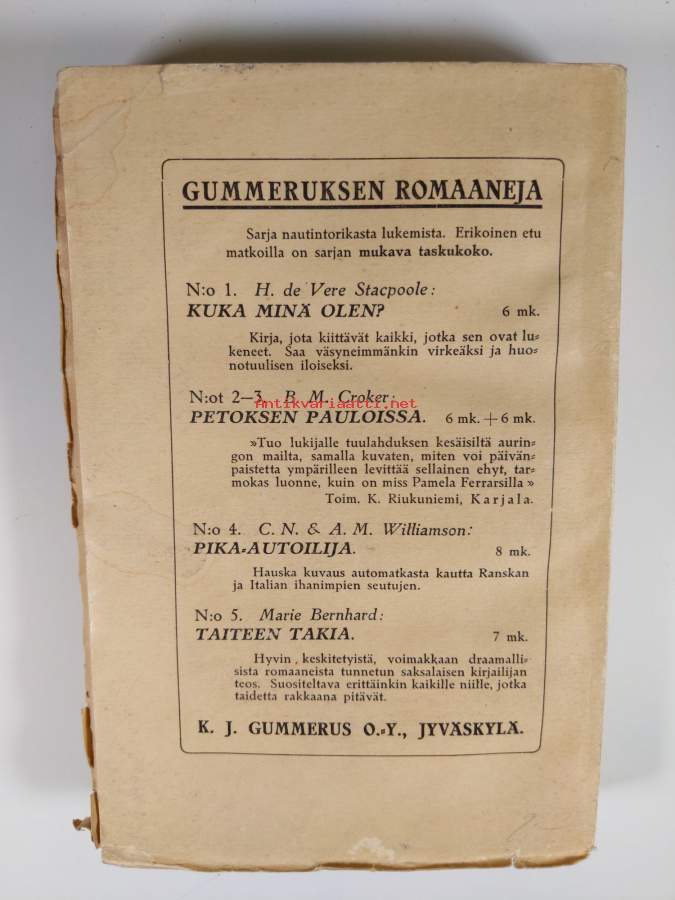 GUMMERUKSEN ROMAANEJA
Sarja nautintorikasta lukemista. Erikoinen etu
matkoilla on sarjan mukava taskukoko.
N:o 1. H. de Vere Stacpoole:
KUKA MINÄ OLEN? 6 mk.
Kirja, jota kiittävät kaikki, jotka sen ovat lu-
keneet. Saa väsyneimmänkin virkeäksi ja huo-
notuulisen iloiseksi.
N:ot 2–3. B. M. Croker:
antikvariaatti.net
PETOKSEN PAULOISSA. 6 mk. + 6 mk.
»Tuo lukijalle tuulahduksen kesäisiltä aurin-
gon mailta, samalla kuvaten, miten voi päivän-
paistetta ympärilleen levittää sellainen ehyt, tar-
mokas luonne, kuin on miss Pamela Ferrarsilla»
Toim. K. Riukuniemi, Karjala.
N:o 4. C. N. & A. M. Williamson:
PIKA-AUTOILIJA. 8 mk.
Hauska kuvaus automatkasta kautta Ranskan
ja Italian ihanimpien seutujen.
N:o 5. Marie Bernhard:
TAITEEN TAKIA. 7 mk.
Hyvin keskitetyistä, voimakkaan draamalli-
sista romaaneista tunnetun saksalaisen kirjailijan
teos. Suositeltava erittäinkin kaikille niille, jotka
taidetta rakkaana pitävät.
K. J. GUMMERUS O.-Y., JYVÄSKYLÄ.